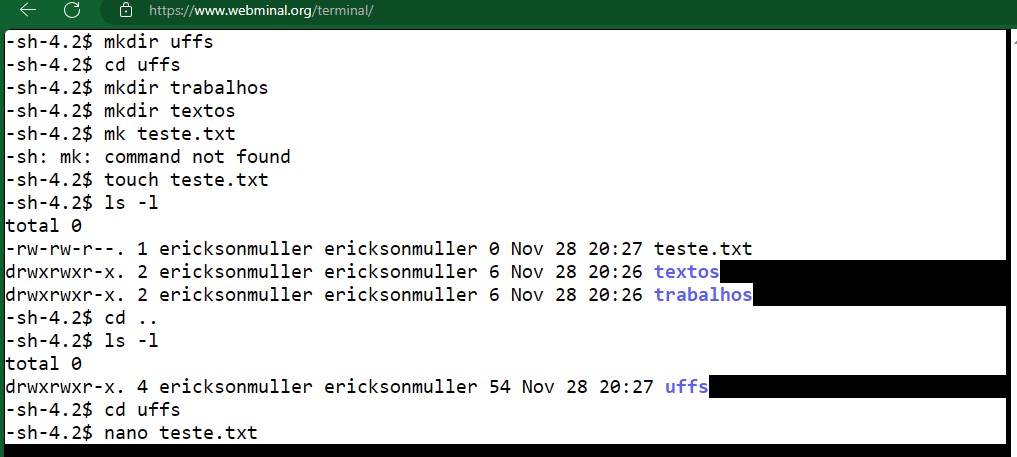 https://www.webminal.org/terminal/
-sh-4.2$ mkdir uffs
-sh-4.2$ cd uffs
-sh-4.2$ mkdir trabalhos
-sh-4.2$ mkdir textos
-sh-4.2$ mk teste.txt
-sh: mk: command not found
-sh-4.2$ touch teste.txt
-sh-4.2$ ls -l
total 0
-rw-rw-r--. 1 ericksonmuller ericksonmuller 0 Nov 28 20:27 teste.txt
drwxrwxr-x. 2 ericksonmuller ericksonmuller 6 Nov 28 20:26 textos
drwxrwxr-x. 2 ericksonmuller ericksonmuller 6 Nov 28 20:26 trabalhos
-sh-4.2$ cd ..
-sh-4.2$ ls -l
total 0
drwxrwxr-x. 4 ericksonmuller ericksonmuller 54 Nov 28 20:27 uffs
-sh-4.2$ cd uffs
-sh-4.2$ nano teste.txt